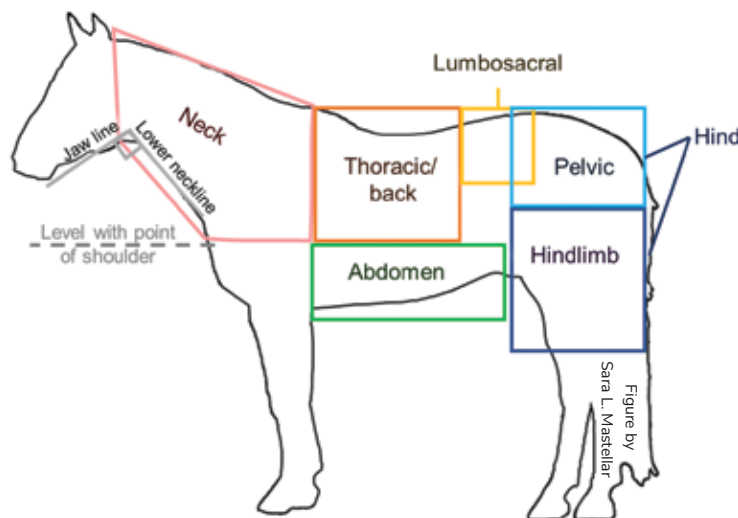 Lumbosacral
Neck
Jaw line
Lower neckline
Hind
Thoracic/
back
Pelvic
Level with point
of shoulder
Abdomen
Hindlimb
Figure by
Sara L. Mastellar